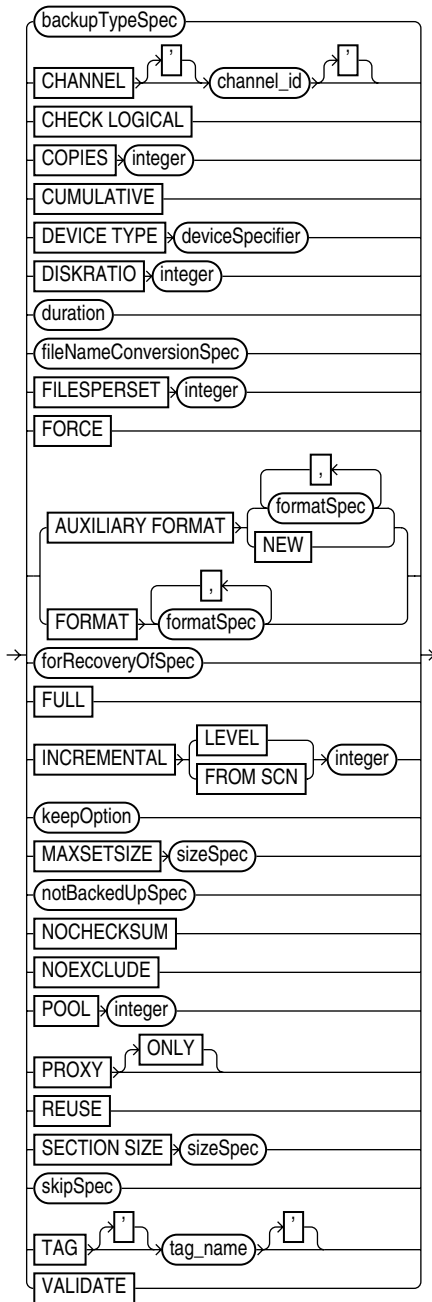 backupTypeSpec
CHANNEL ' channel_id '
CHECK LOGICAL
COPIES integer
CUMULATIVE
DEVICE TYPE deviceSpecifier
DISKRATIO integer
duration
fileNameConversionSpec
FILESPERSET integer
FORCE
,
AUXILIARY FORMAT formatSpec
NEW
,
FORMAT formatSpec
forRecoveryOfSpec
FULL
LEVEL
INCREMENTAL integer
FROM SCN
keepOption
MAXSETSIZE sizeSpec
notBackedUpSpec
NOCHECKSUM
NOEXCLUDE
POOL integer
ONLY
PROXY
REUSE
SECTION SIZE sizeSpec
skipSpec
TAG ' tag_name '
VALIDATE